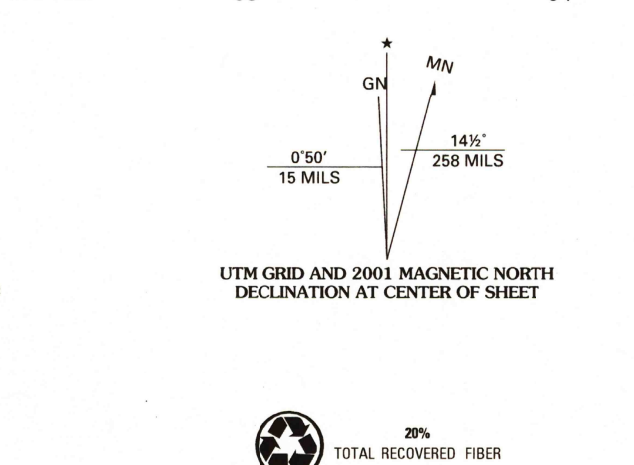 ★
MN
GN
14½°
258 MILS
0°50′
15 MILS
UTM GRID AND 2001 MAGNETIC NORTH
DECLINATION AT CENTER OF SHEET
20%
TOTAL RECOVERED FIBER